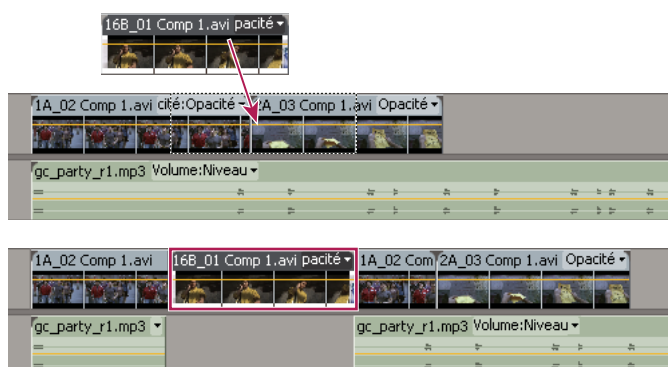 16B_01 Comp 1.avi pacité
1A_02 Comp 1.avi cité:Opacité 2A_03 Comp 1.avi Opacité
gc_party_r1.mp3 Volume:Niveau
1A_02 Comp 1.avi 16B_01 Comp 1.avi pacité 1A_02 Com 2A_03 Comp 1.avi Opacité
gc_party_r1.mp3 gc_party_r1.mp3 Volume:Niveau